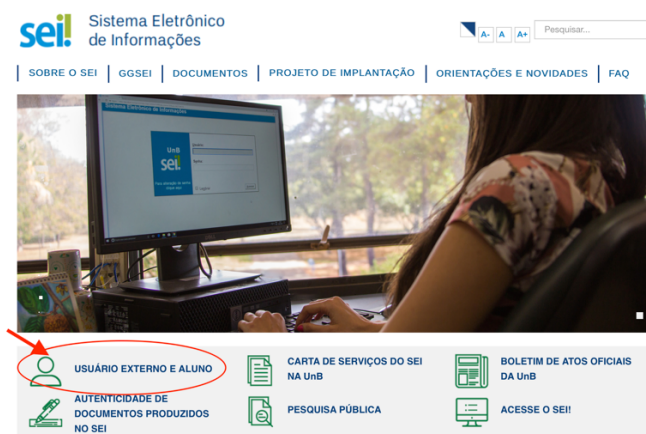 sei!
Sistema Eletrônico
de Informações
A- A A+ Pesquisar...
SOBRE O SEI GGSEI DOCUMENTOS PROJETO DE IMPLANTAÇÃO ORIENTAÇÕES E NOVIDADES FAQ
Sistema Eletrônico de Informações
UnB
sei!
USUÁRIO EXTERNO E ALUNO
CARTA DE SERVIÇOS DO SEI
NA UnB
BOLETIM DE ATOS OFICIAIS
DA UnB
AUTENTICIDADE DE
DOCUMENTOS PRODUZIDOS
NO SEI
PESQUISA PÚBLICA
ACESSE O SEI!